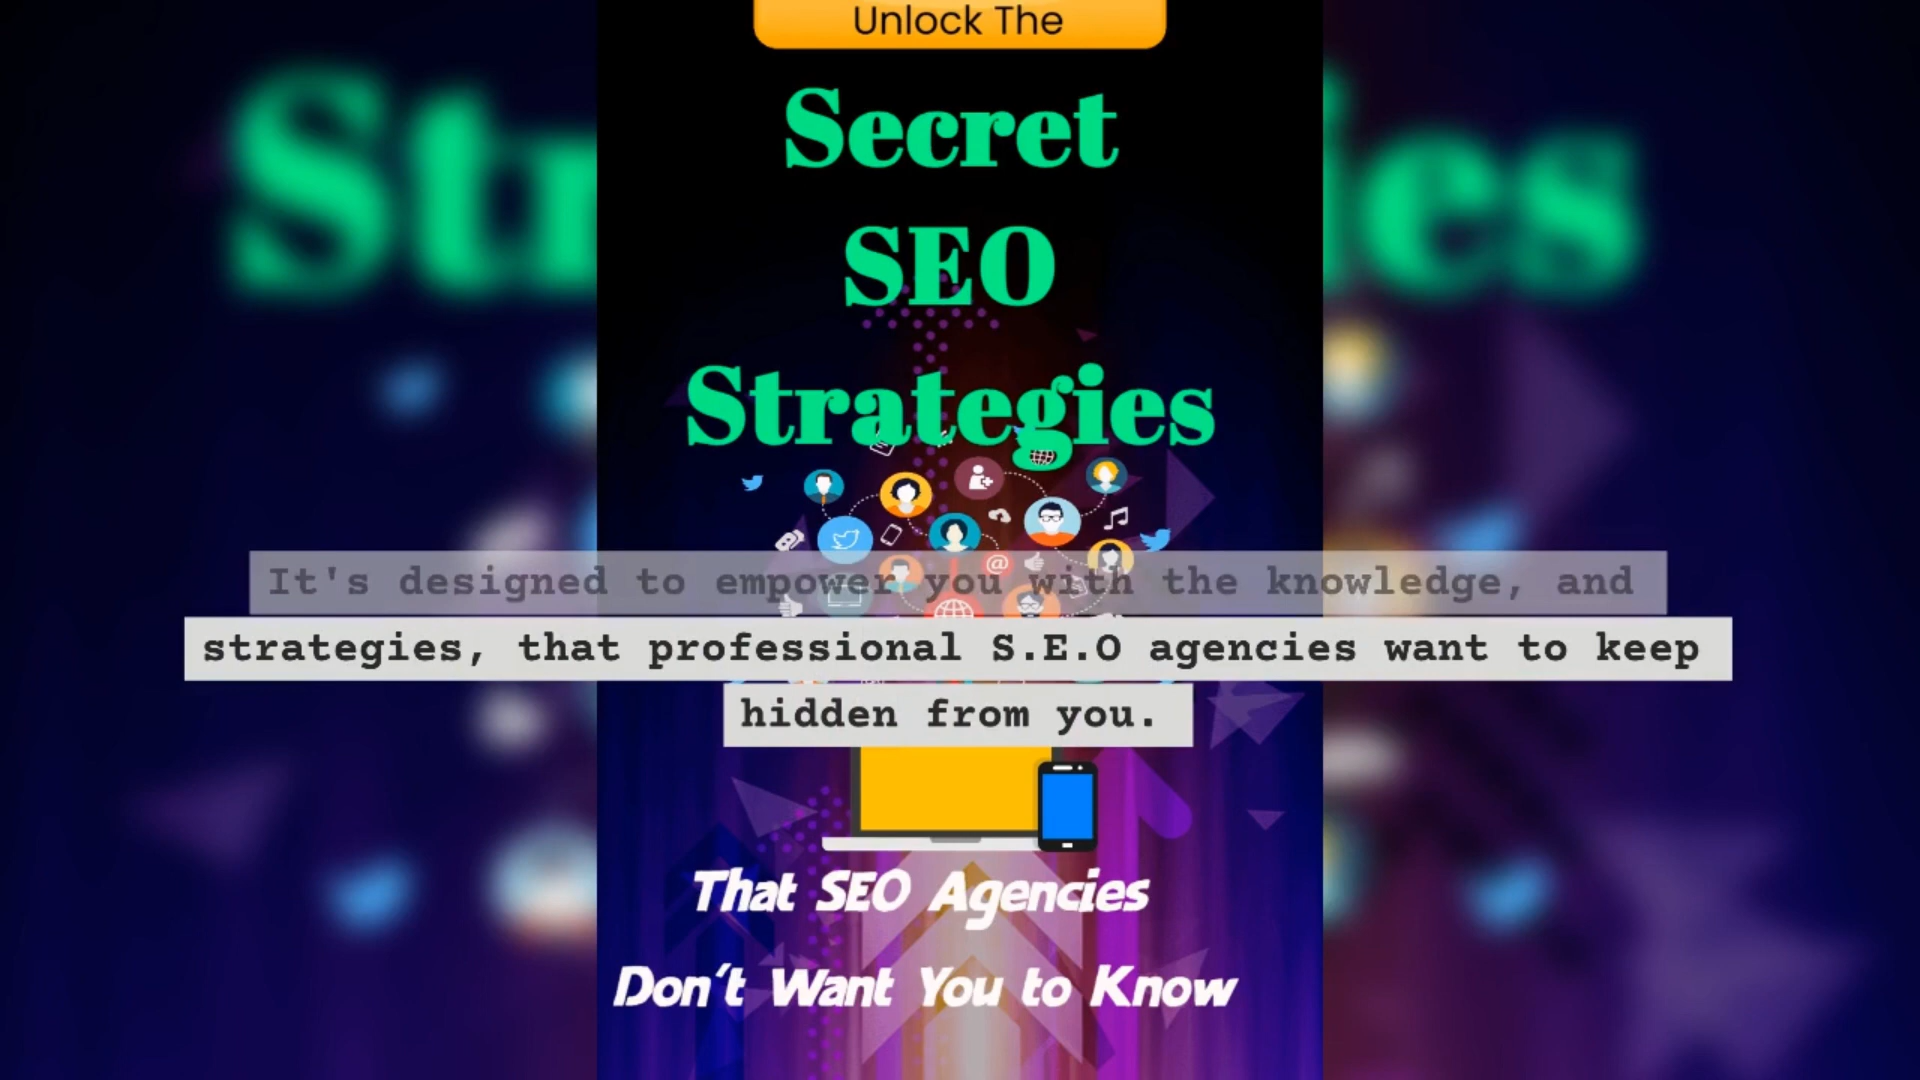 Unlock The
Secret
SEO
Strategies
It's designed to empower you with the knowledge, and
strategies, that professional S.E.O agencies want to keep
hidden from you.
That SEO Agencies
Don't Want You to Know